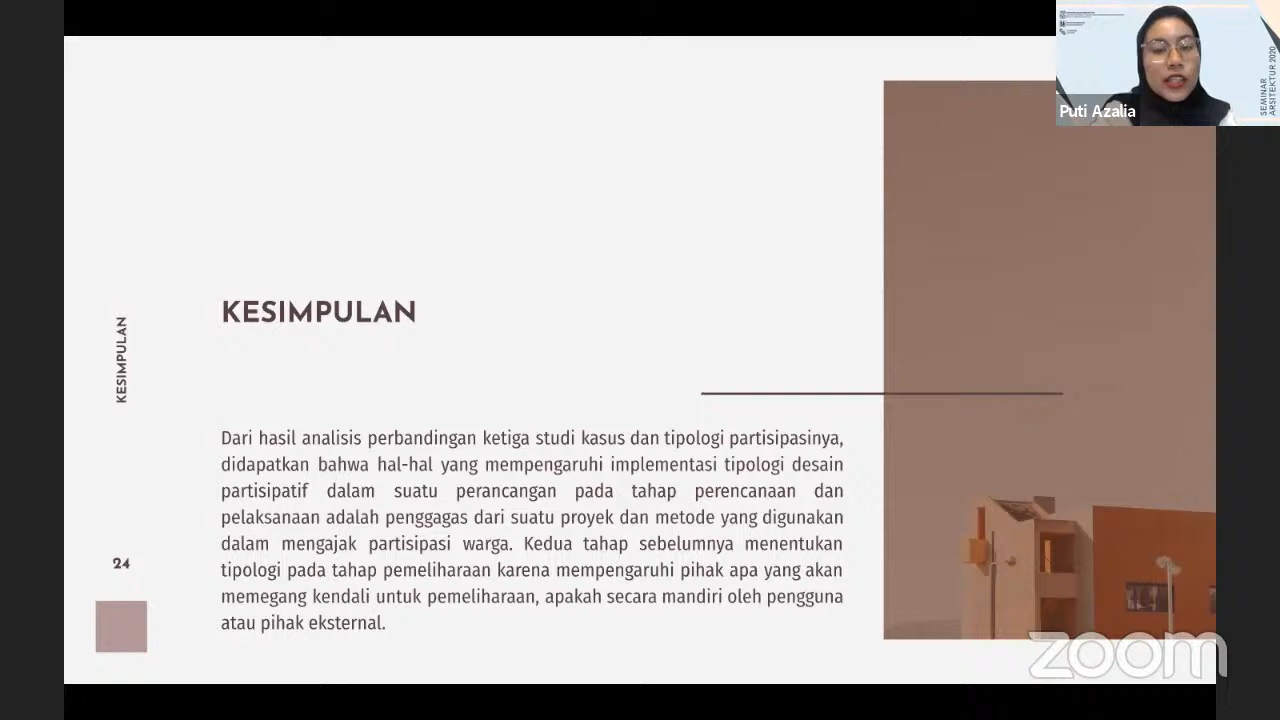 Puti Azalia
SEMINAR
ARSITEKTUR 2020
KESIMPULAN
KESIMPULAN
Dari hasil analisis perbandingan ketiga studi kasus dan tipologi partisipasinya,
didapatkan bahwa hal-hal yang mempengaruhi implementasi tipologi desain
partisipatif dalam suatu perancangan pada tahap perencanaan dan
pelaksanaan adalah penggagas dari suatu proyek dan metode yang digunakan
dalam mengajak partisipasi warga. Kedua tahap sebelumnya menentukan
tipologi pada tahap pemeliharaan karena mempengaruhi pihak apa yang akan
memegang kendali untuk pemeliharaan, apakah secara mandiri oleh pengguna
atau pihak eksternal.
24
zoom